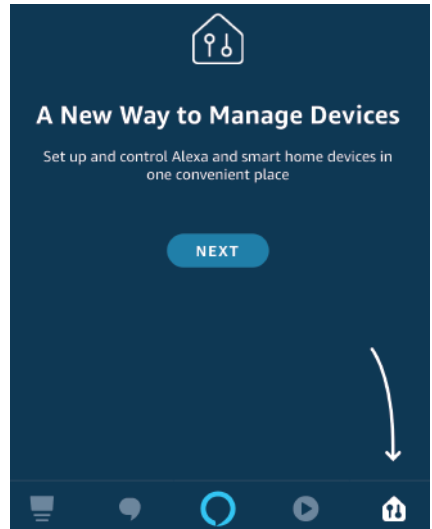 A New Way to Manage Devices
Set up and control Alexa and smart home devices in
one convenient place
NEXT